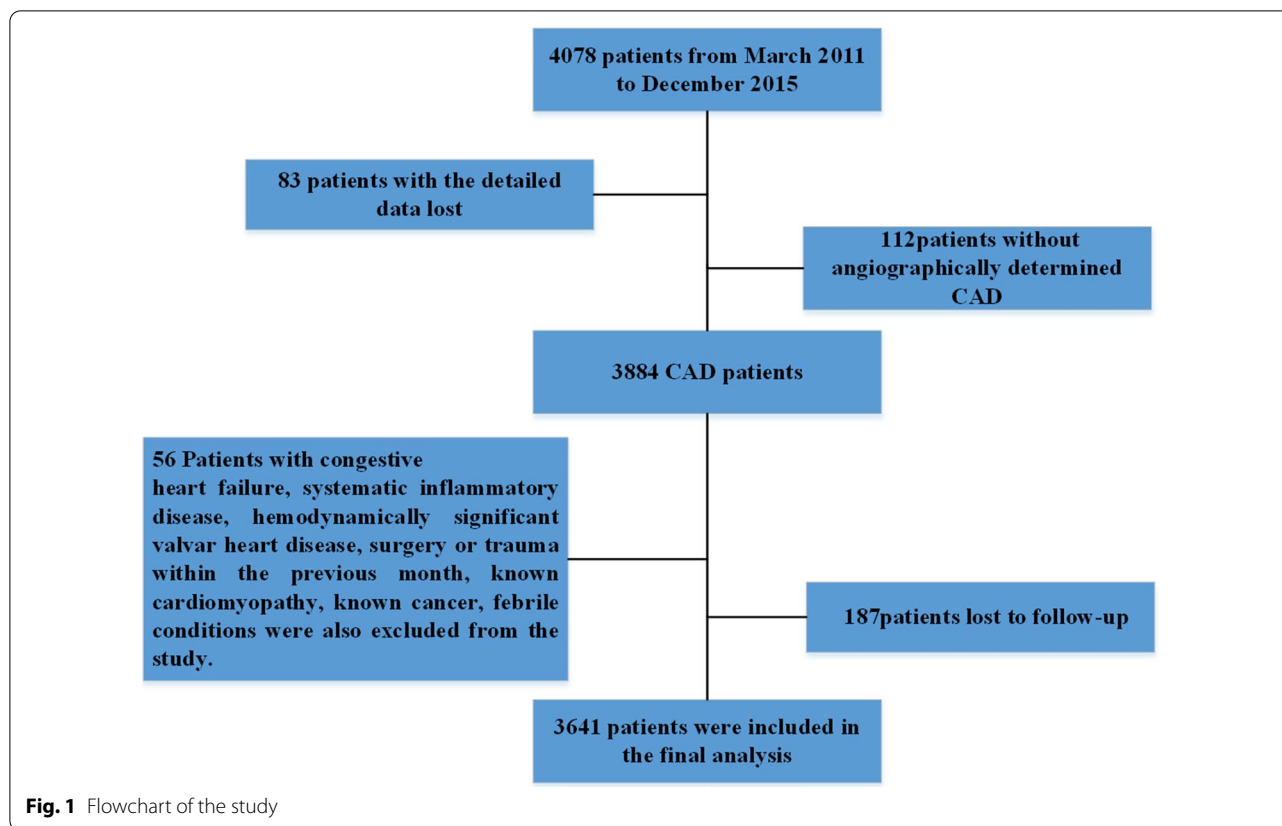 4078 patients from March 2011
to December 2015
83 patients with the detailed
data lost
112patients without
angiographically determined
CAD
3884 CAD patients
56 Patients with congestive
heart failure, systematic inflammatory
disease, hemodynamically significant
valvar heart disease, surgery or trauma
within the previous month, known
cardiomyopathy, known cancer, febrile
conditions were also excluded from the
study.
187patients lost to follow-up
3641 patients were included in
the final analysis
Fig. 1 Flowchart of the study